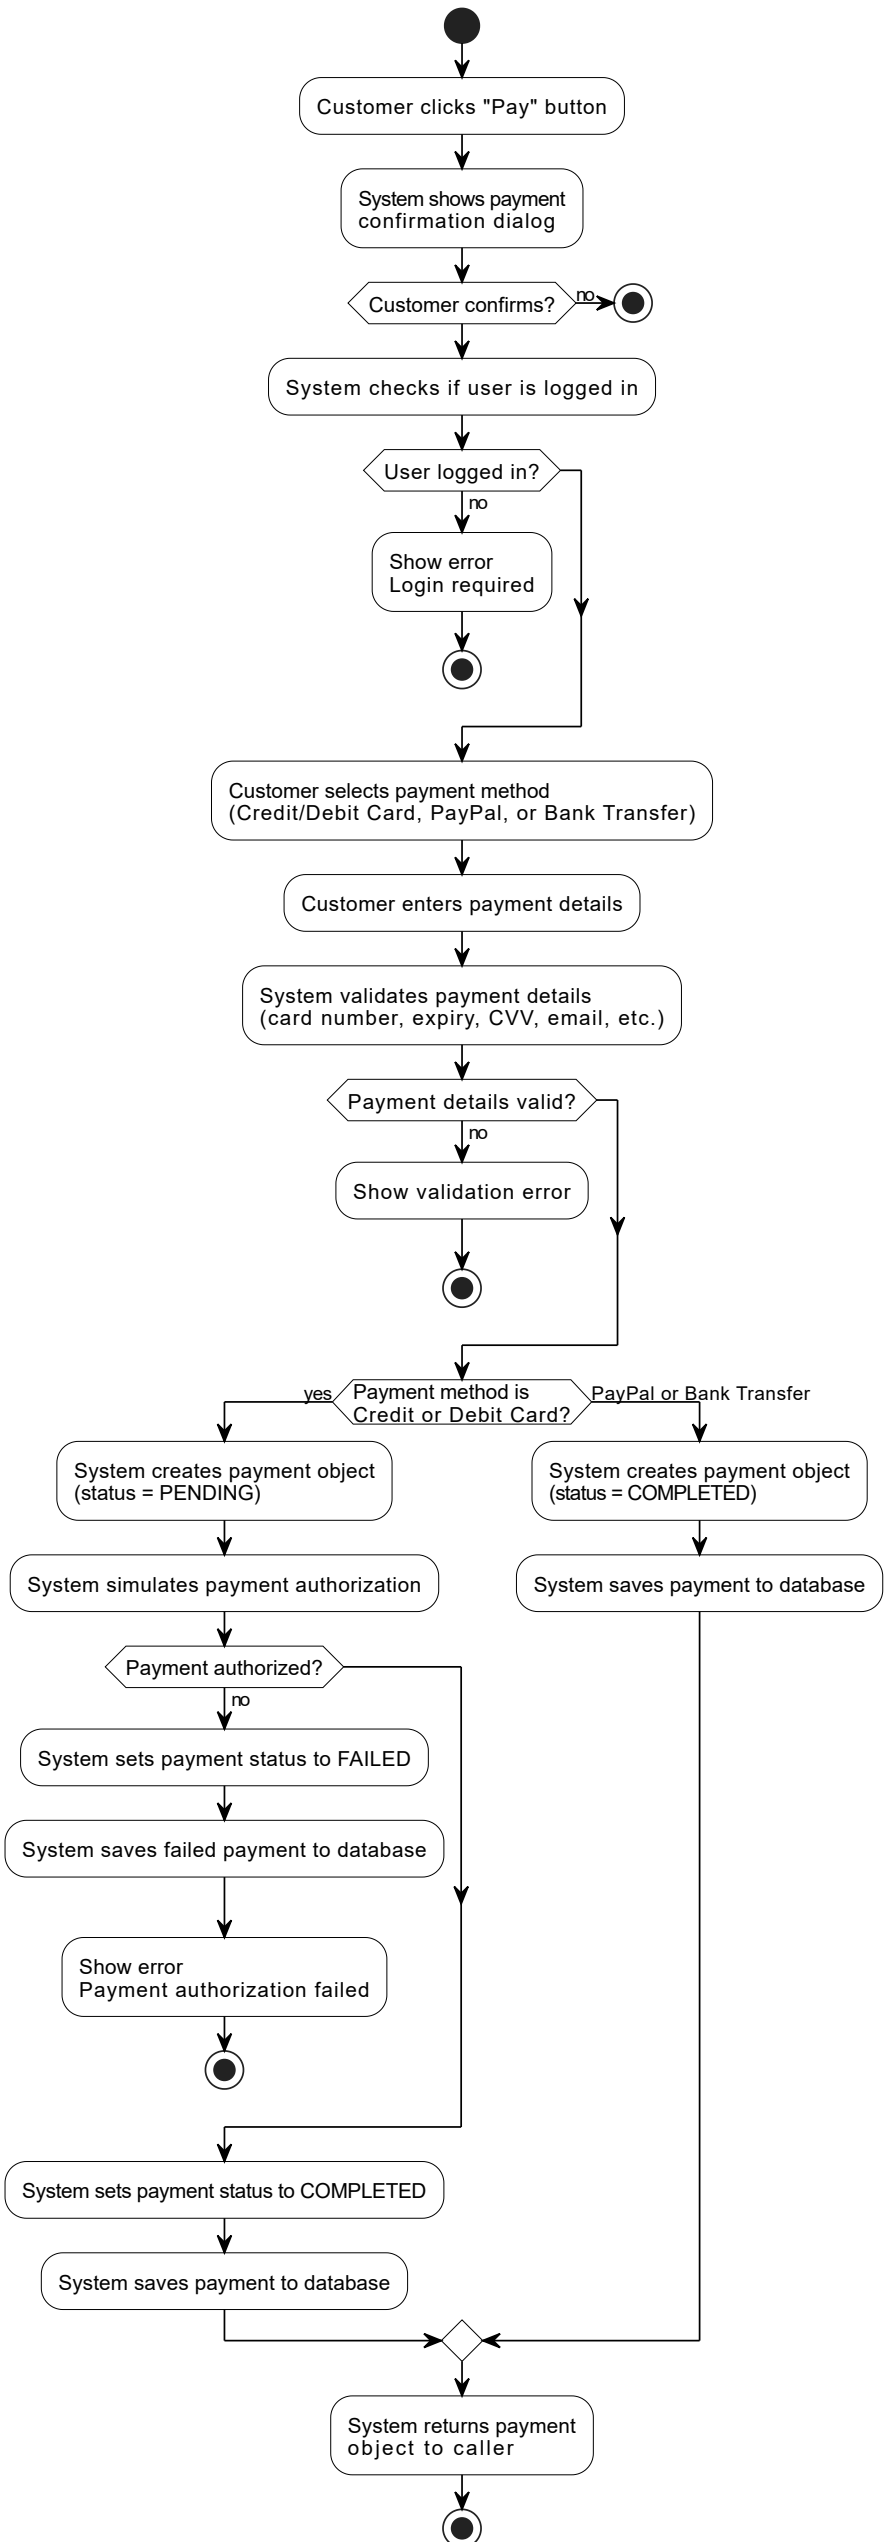 Customer clicks "Pay" button
System shows payment
confirmation dialog
Customer confirms?
no
System checks if user is logged in
User logged in?
no
Show error
Login required
Customer selects payment method
(Credit/Debit Card, PayPal, or Bank Transfer)
Customer enters payment details
System validates payment details
(card number, expiry, CVV, email, etc.)
Payment details valid?
no
Show validation error
yes
Payment method is
Credit or Debit Card?
PayPal or Bank Transfer
System creates payment object
(status = PENDING)
System simulates payment authorization
Payment authorized?
no
System sets payment status to FAILED
System saves failed payment to database
Show error
Payment authorization failed
System sets payment status to COMPLETED
System saves payment to database
System creates payment object
(status = COMPLETED)
System saves payment to database
System returns payment
object to caller